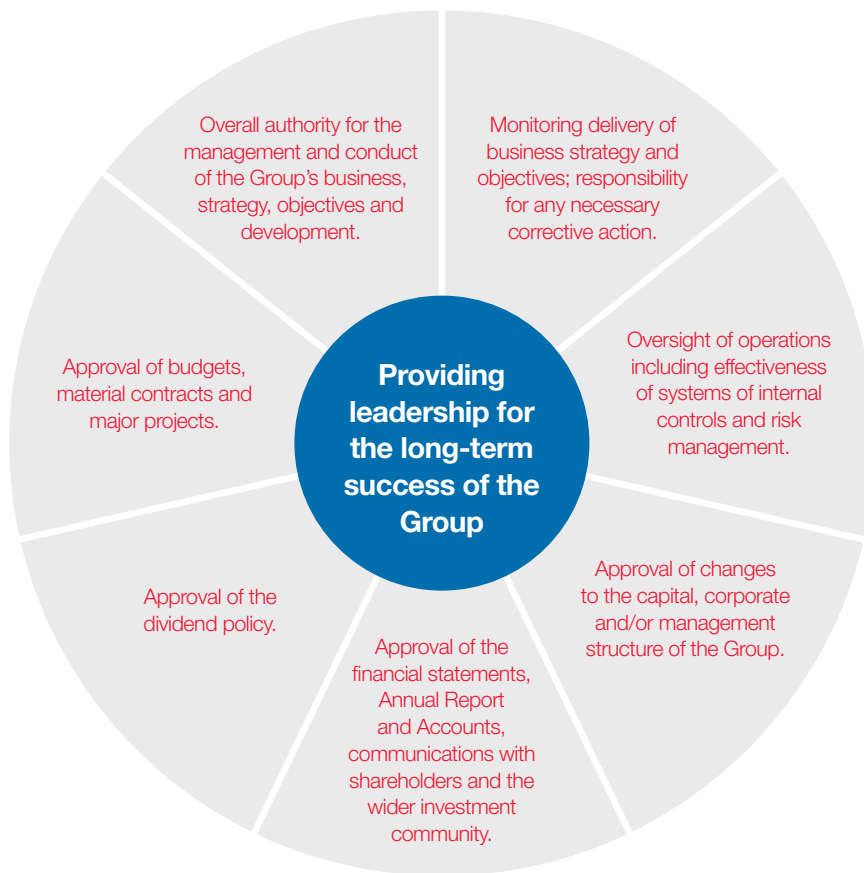 Overall authority for the
management and conduct
of the Group's business,
strategy, objectives and
development.
Monitoring delivery of
business strategy and
objectives; responsibility
for any necessary
corrective action.
Oversight of operations
including effectiveness
of systems of internal
controls and risk
management.
Approval of changes
to the capital, corporate
and/or management
structure of the Group.
Approval of the
financial statements,
Annual Report
and Accounts,
communications with
shareholders and the
wider investment
community.
Approval of the
dividend policy.
Approval of budgets,
material contracts and
major projects.
Providing
leadership for
the long-term
success of the
Group